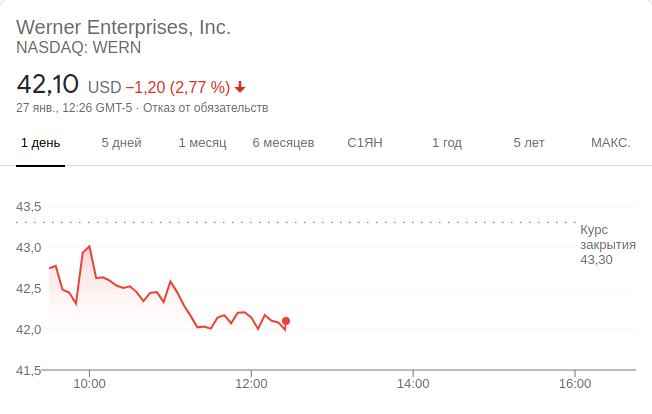 Werner Enterprises, Inc.
NASDAQ: WERN
42,10 USD −1,20 (2,77 %)
27 янв., 12:26 GMT-5 · Отказ от обязательств
1 день 5 дней 1 месяц 6 месяцев С1ЯН 1 год 5 лет МАКС.
43,5
Курс
закрытия
43,30
43,0
42,5
42,0
41,5
10:00 12:00 14:00 16:00